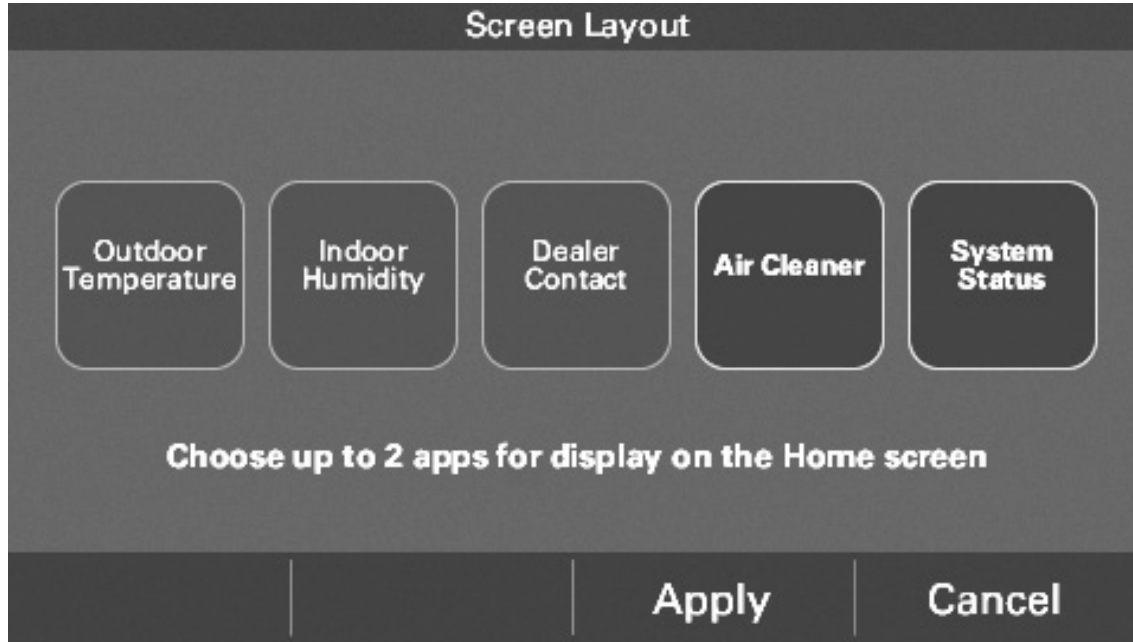 Screen Layout
Outdoor
Temperature
Indoor
Humidity
Dealer
Contact
Air Cleaner
System
Status
Choose up to 2 apps for display on the Home screen
Apply
Cancel